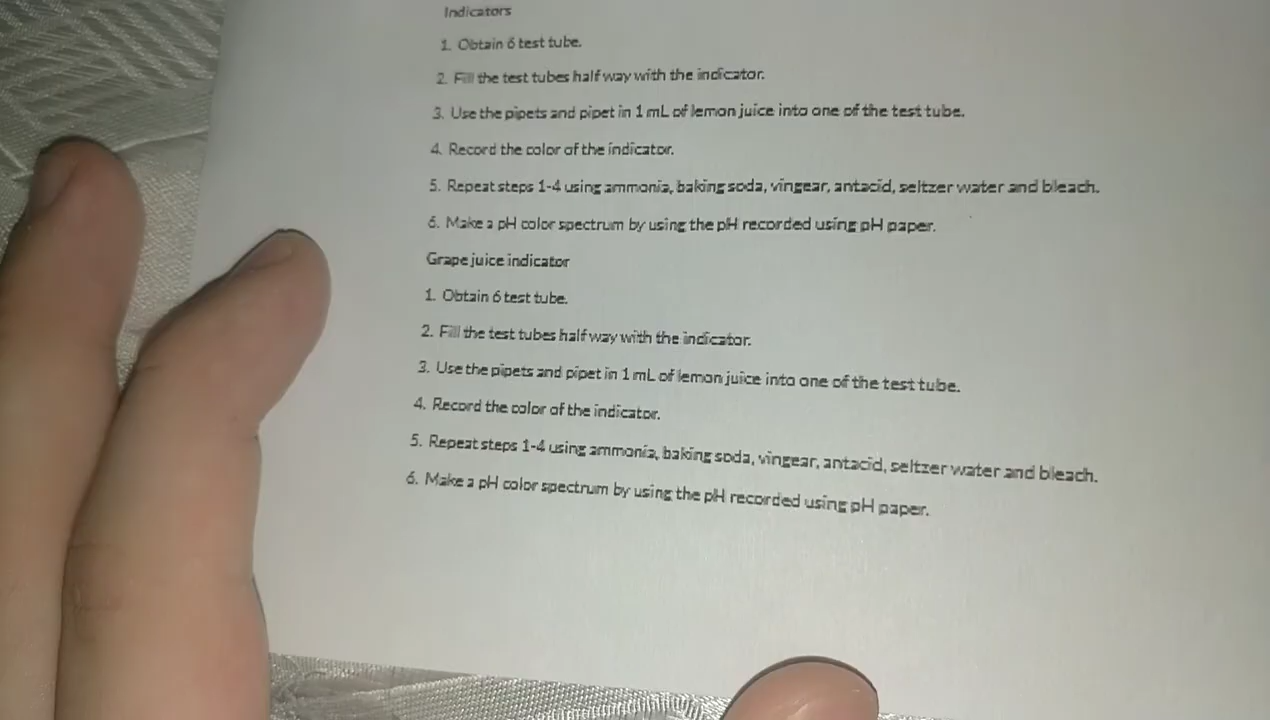 Indicators
1. Obtain 6 test tube.
2. Fill the test tubes half way with the indicator.
3. Use the pipets and pipet in 1 mL of lemon juice into one of the test tube.
4. Record the color of the indicator.
5. Repeat steps 1-4 using ammonia, baking soda, vingear, antacid, seltzer water and bleach.
6. Make a pH color spectrum by using the pH recorded using pH paper.
Grape juice indicator
1. Obtain 6 test tube.
2. Fill the test tubes half way with the indicator.
3. Use the pipets and pipet in 1 mL of lemon juice into one of the test tube.
4. Record the color of the indicator.
5. Repeat steps 1-4 using ammonia, baking soda, vingear, antacid, seltzer water and bleach.
6. Make a pH color spectrum by using the pH recorded using pH paper.